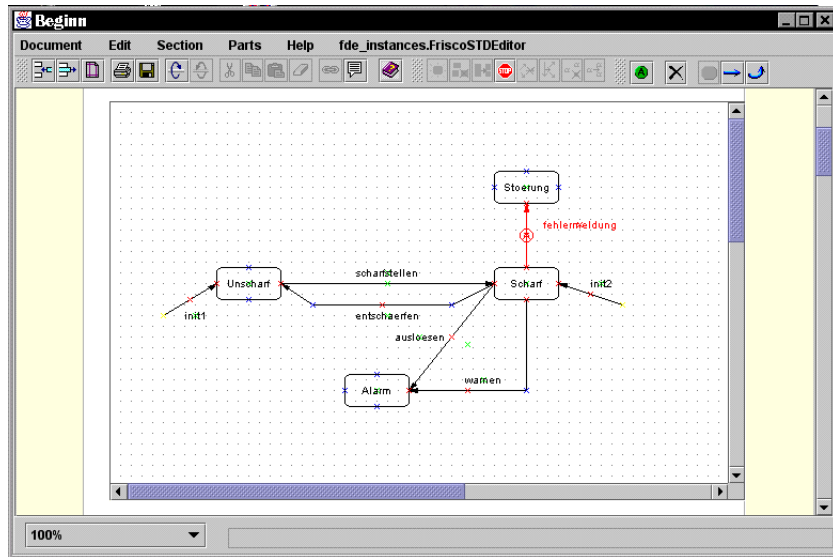 Beginn
Document Edit Section Parts Help fde_instances.FriscoSTDEditor
STOP
A
Stoerung
fehlermeldung
A
scharfstellen
Unscharf
Scharf
init2
init1
entschaerfen
ausloesen
warnen
Alarm
100%